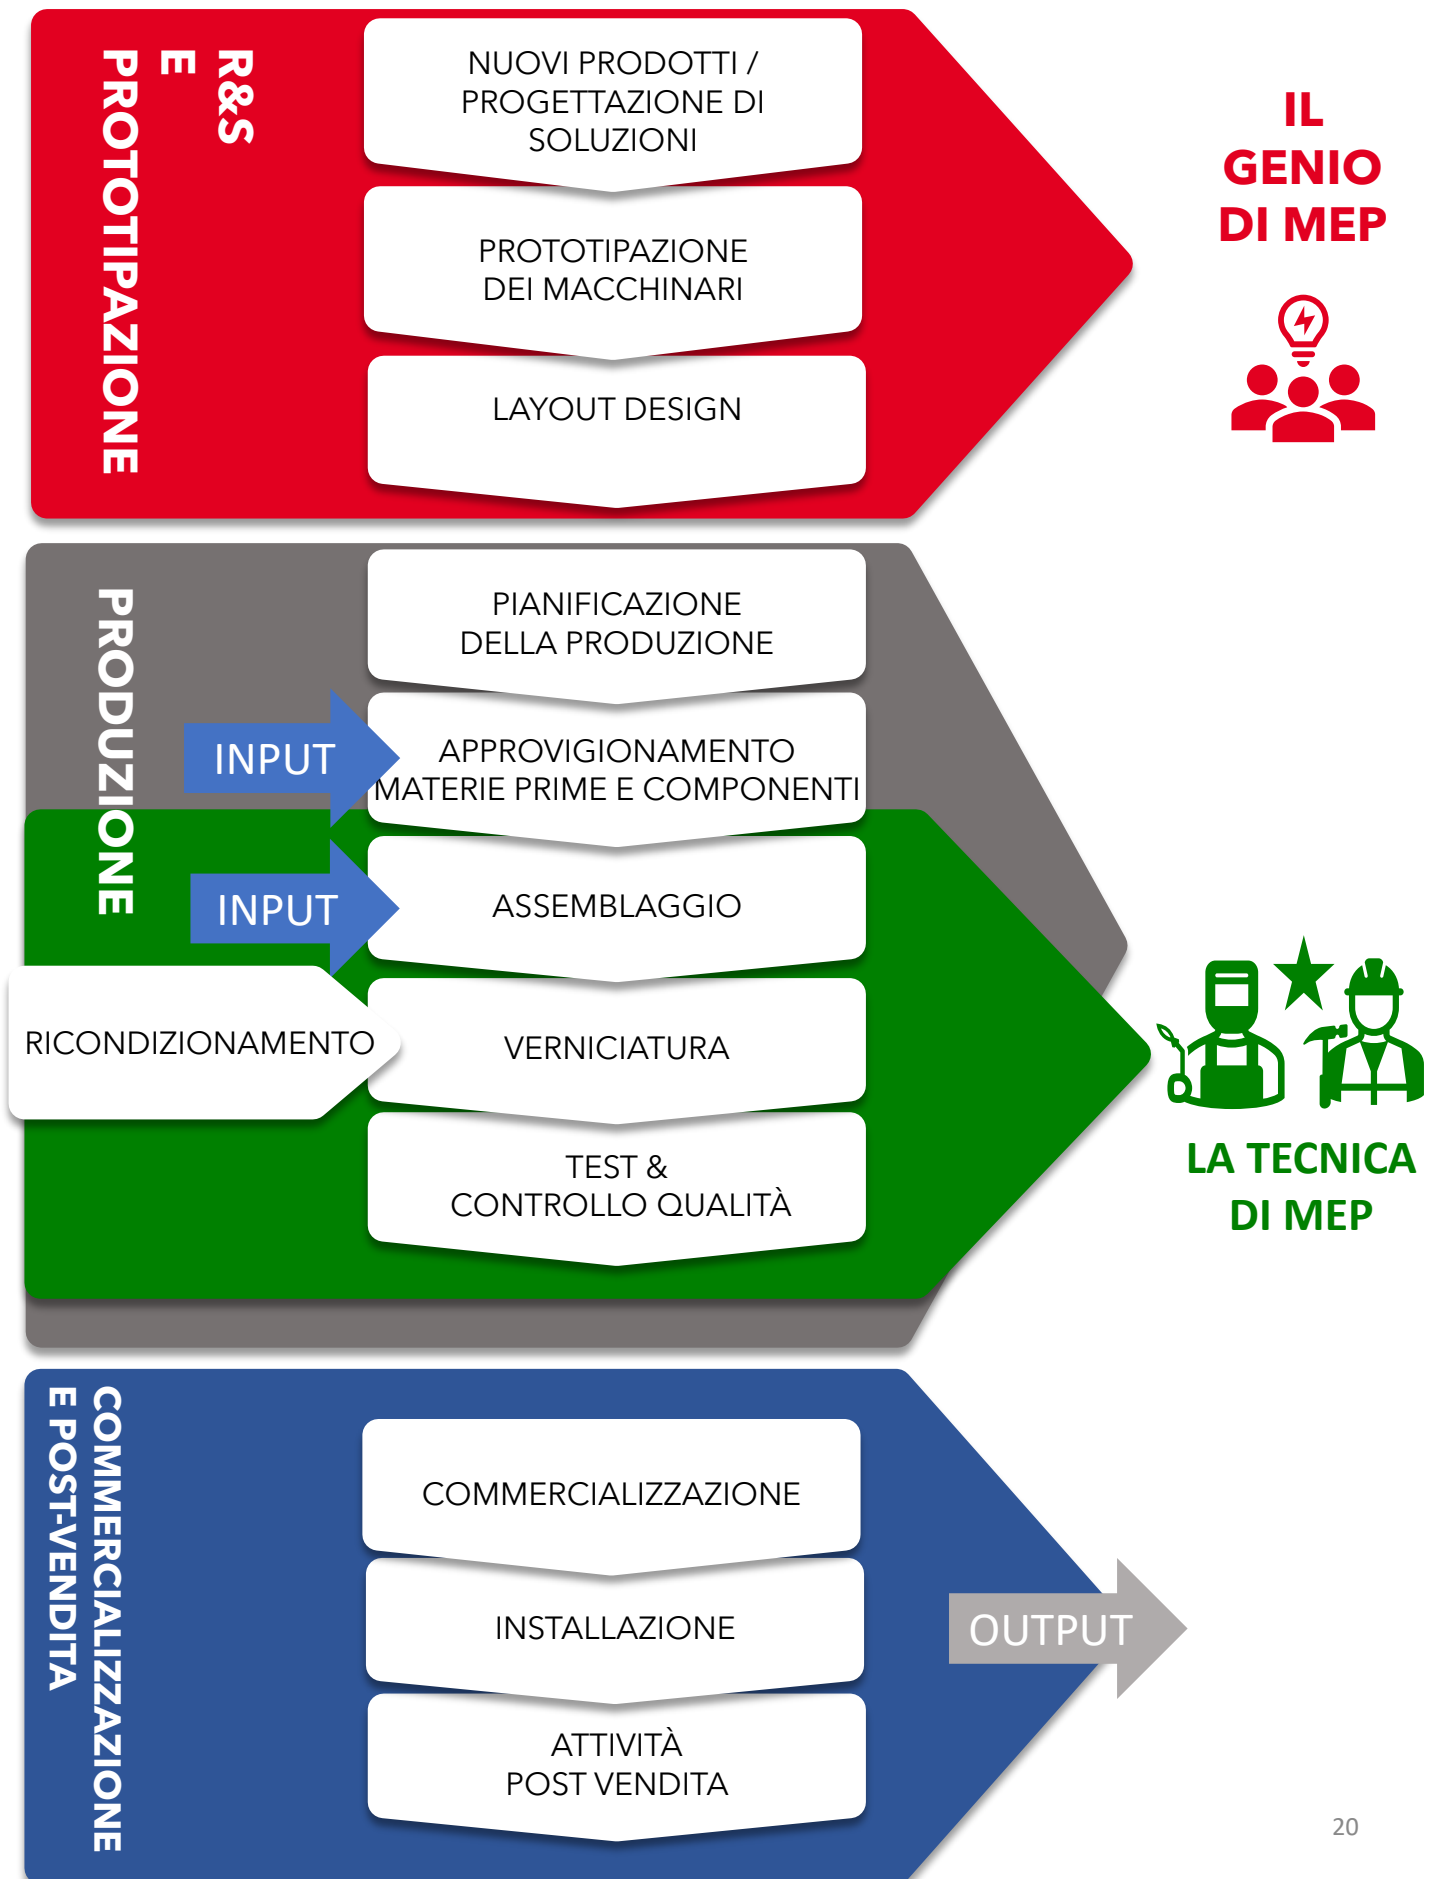 R&S
E
PROTOTIPAZIONE
NUOVI PRODOTTI /
PROGETTAZIONE DI
SOLUZIONI
PROTOTIPAZIONE
DEI MACCHINARI
LAYOUT DESIGN
IL
GENIO
DI MEP
PRODUZIONE
PIANIFICAZIONE
DELLA PRODUZIONE
INPUT
APPROVIGIONAMENTO
MATERIE PRIME E COMPONENTI
INPUT
ASSEMBLAGGIO
RICONDIZIONAMENTO
VERNICIATURA
TEST &
CONTROLLO QUALITÀ
LA TECNICA
DI MEP
COMMERCIALIZZAZIONE
E POST-VENDITA
COMMERCIALIZZAZIONE
INSTALLAZIONE
OUTPUT
ATTIVITÀ
POST VENDITA
20